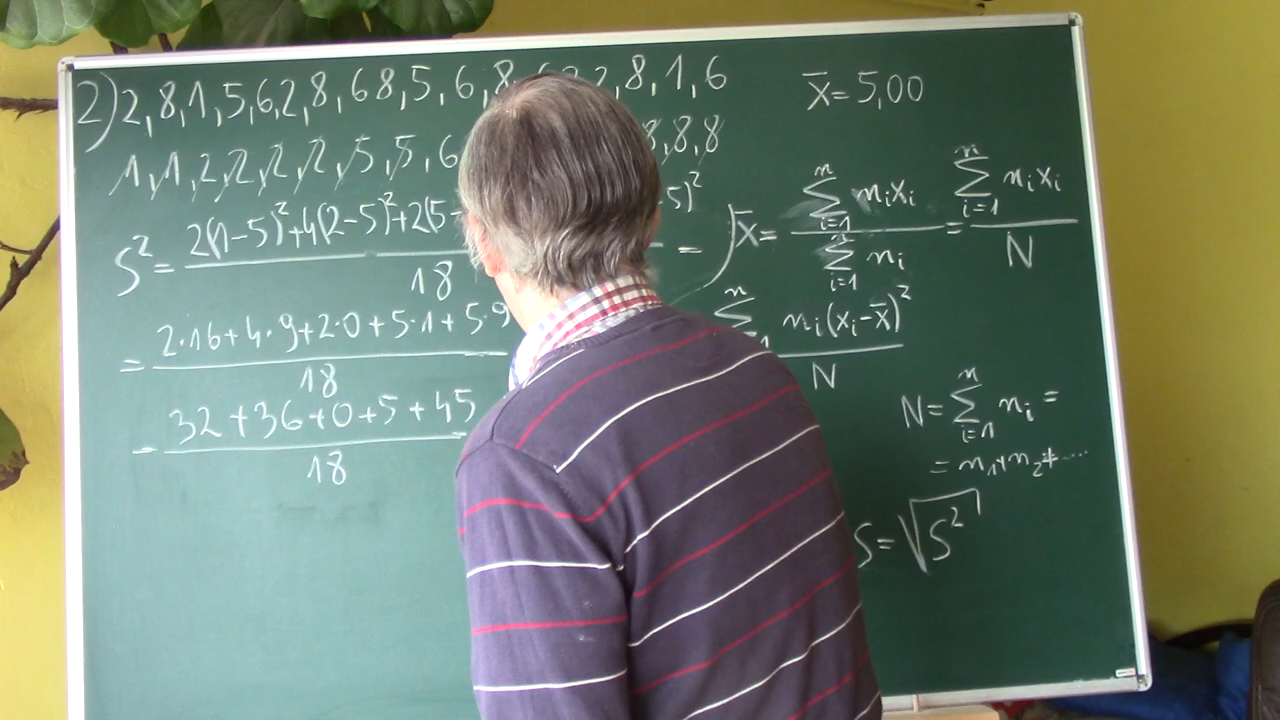 2) 2,8,1,5,6,2,8,6 8,5,6,8 2,8,1,6
x̄ = 5,00
1,1,2,2,2,2,5,5,6 8,8,8
S² = 2(1-5)²+4(2-5)²+2(5- -5)² / 18 =
x̄ = ∑ i=1 n nᵢxᵢ / ∑ i=1 n nᵢ = ∑ i=1 n nᵢxᵢ / N
= 2·16+4·9+2·0+5·1+5·9 / 18
n ∑ nᵢ(xᵢ-x̄)² / N
- 32+36+0+5+45 / 18
N = ∑ i=1 n nᵢ =
= n₁+n₂+....
S = √S²